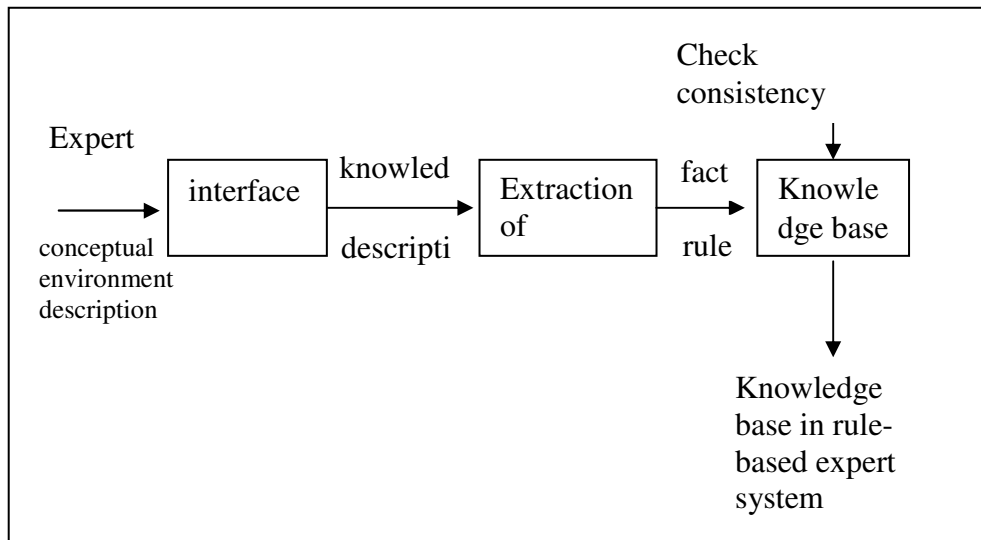 Check
consistency
Expert
interface
conceptual
environment
description
knowled
descripti
Extraction
of
fact
rule
Knowle
dge base
Knowledge
base in rule-
based expert
system